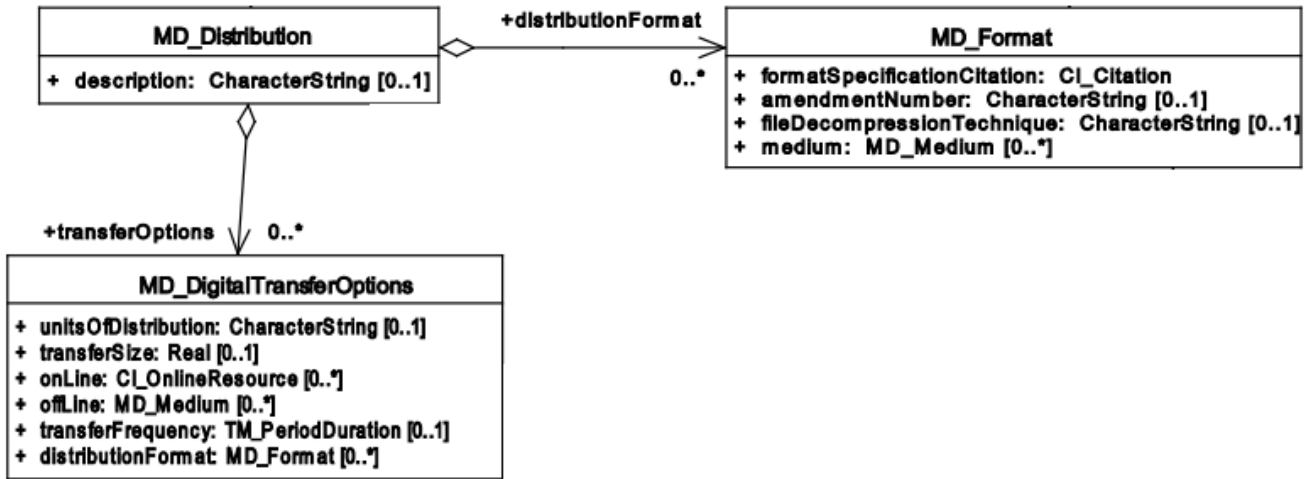 MD_Distribution
+ description: CharacterString [0..1]
+distributionFormat
0..*
MD_Format
+ formatSpecificationCitation: CI_Citation
+ amendmentNumber: CharacterString [0..1]
+ fileDecompressionTechnique: CharacterString [0..1]
+ medium: MD_Medium [0..*]
+transferOptions 0..*
MD_DigitalTransferOptions
+ unitsOfDistribution: CharacterString [0..1]
+ transferSize: Real [0..1]
+ onLine: CI_OnlineResource [0..*]
+ offLine: MD_Medium [0..*]
+ transferFrequency: TM_PeriodDuration [0..1]
+ distributionFormat: MD_Format [0..*]